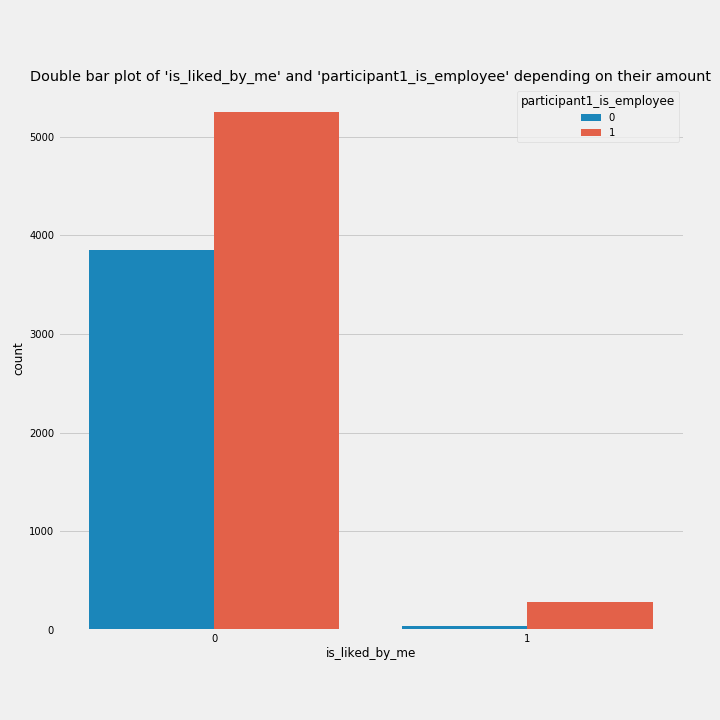 Double bar plot of 'is_liked_by_me' and 'participant1_is_employee' depending on their amount
participant1_is_employee
0
1
5000
4000
3000
2000
1000
0
count
0
1
is_liked_by_me